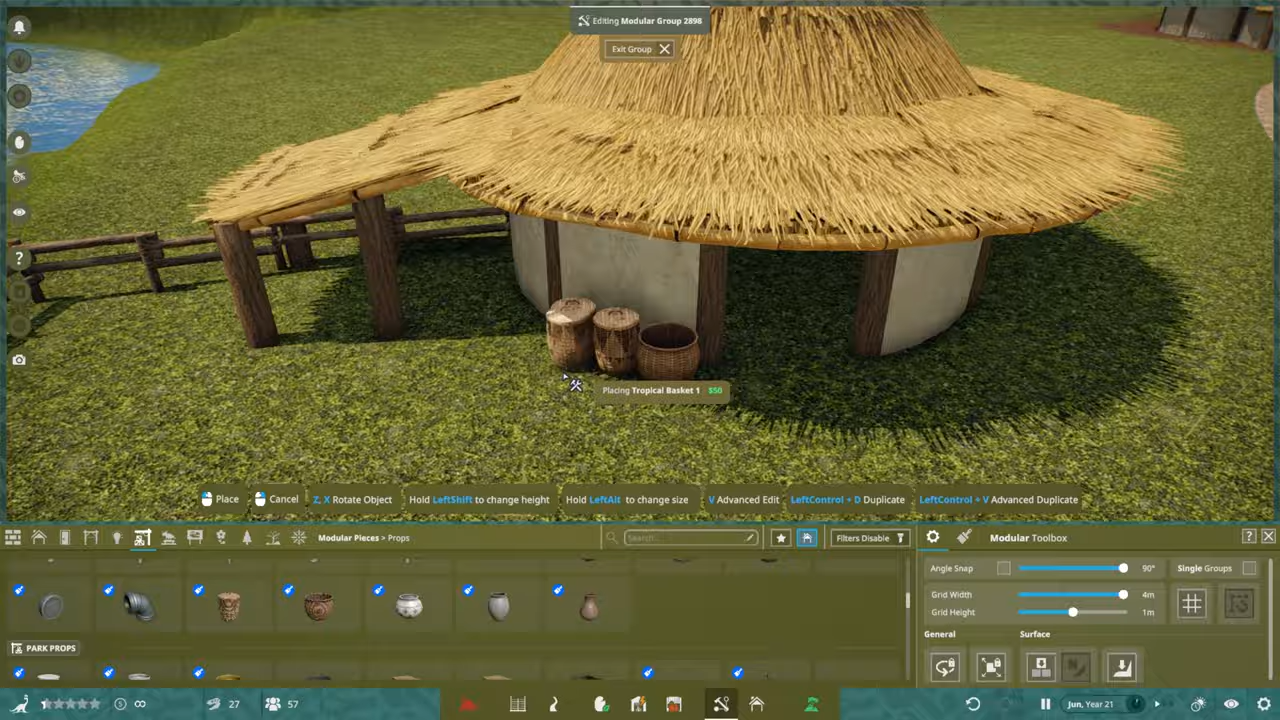 Editing Modular Group 2898
Exit Group
?
Placing Tropical Basket 1 $50
Place
Cancel
Z, X Rotate Object
Hold LeftShift to change height
Hold LeftAlt to change size
V Advanced Edit
LeftControl + D Duplicate
LeftControl + V Advanced Duplicate
Modular Pieces > Props
Search...
Filters Disable
Modular Toolbox
?
Angle Snap
90°
Single Groups
Grid Width
4m
Grid Height
1m
General
Surface
PARK PROPS
27
57
Jun, Year 21